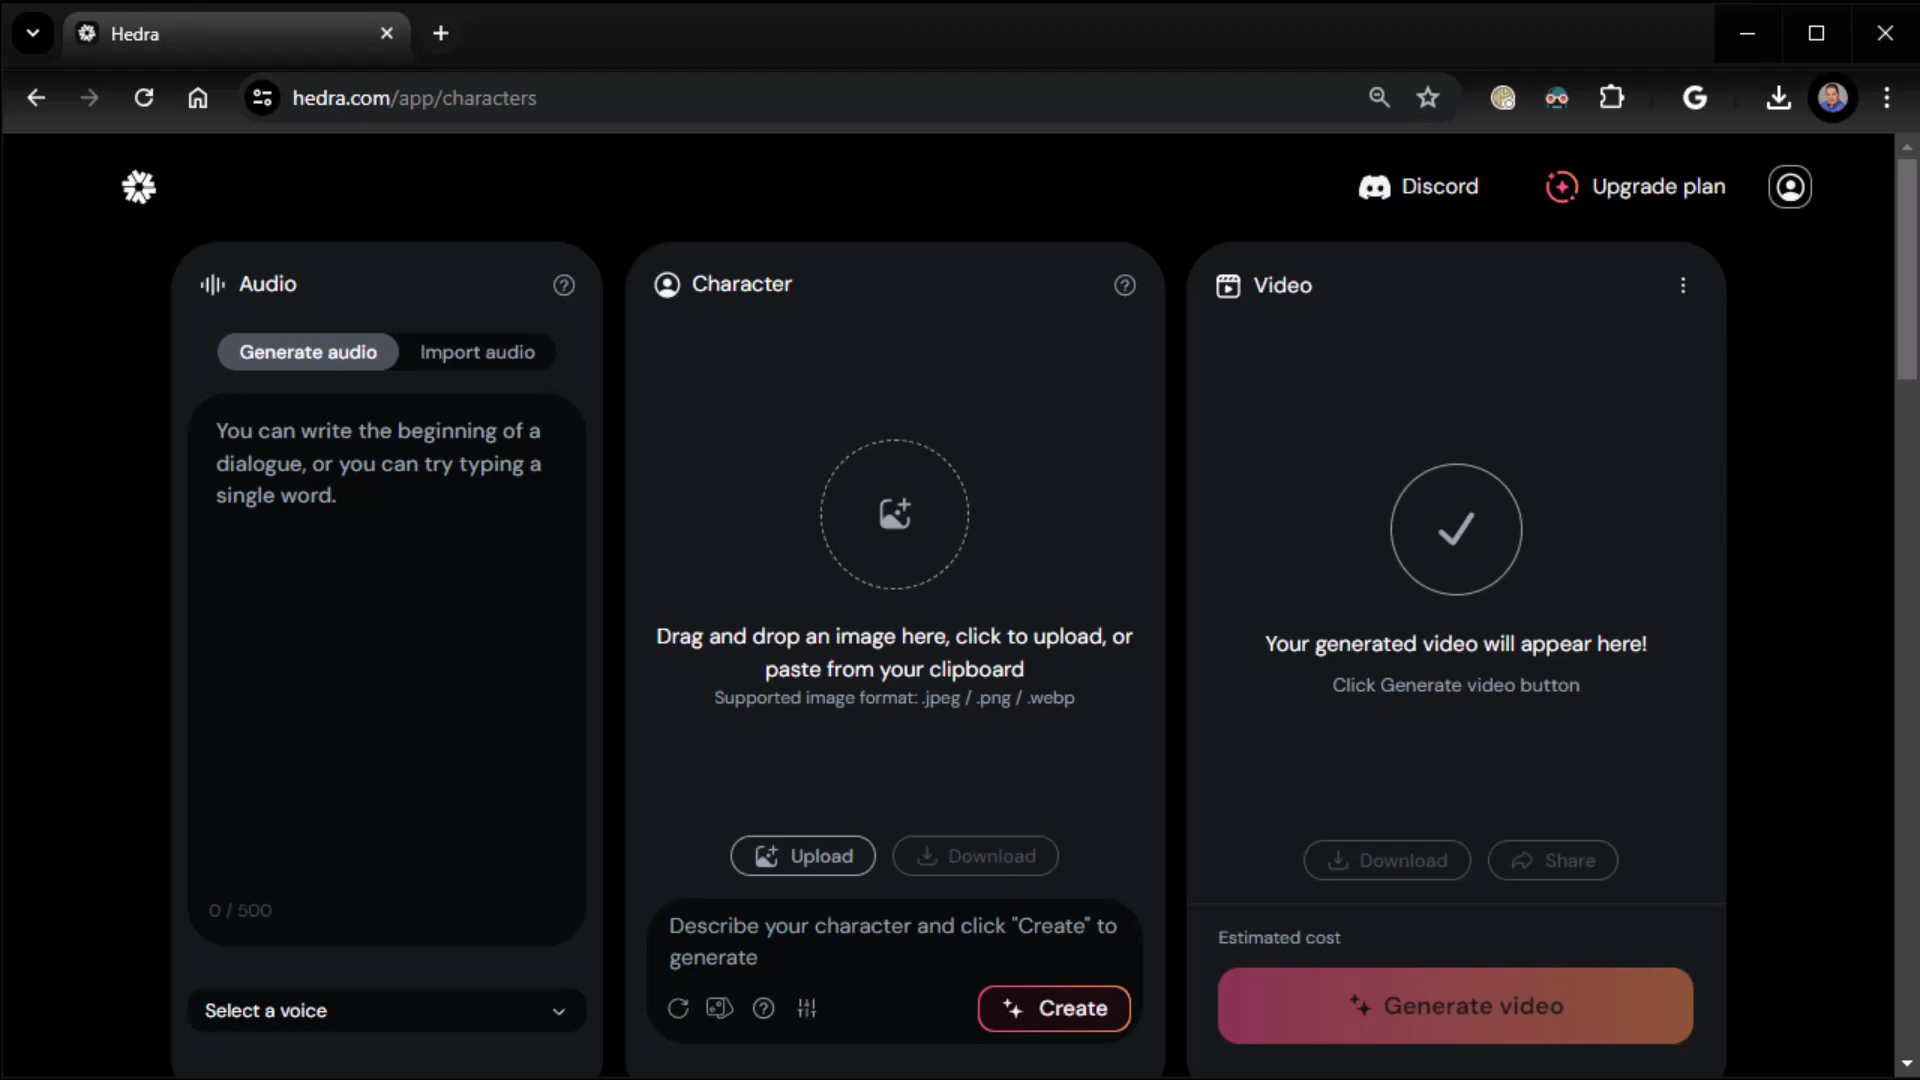 Hedra
hedra.com/app/characters
Discord
Upgrade plan
Audio
Generate audio
Import audio
You can write the beginning of a
dialogue, or you can try typing a
single word.
0 / 500
Select a voice
Character
Drag and drop an image here, click to upload, or
paste from your clipboard
Supported image format: .jpeg / .png / .webp
Upload
Download
Describe your character and click "Create" to
generate
Create
Video
Your generated video will appear here!
Click Generate video button
Download
Share
Estimated cost
Generate video